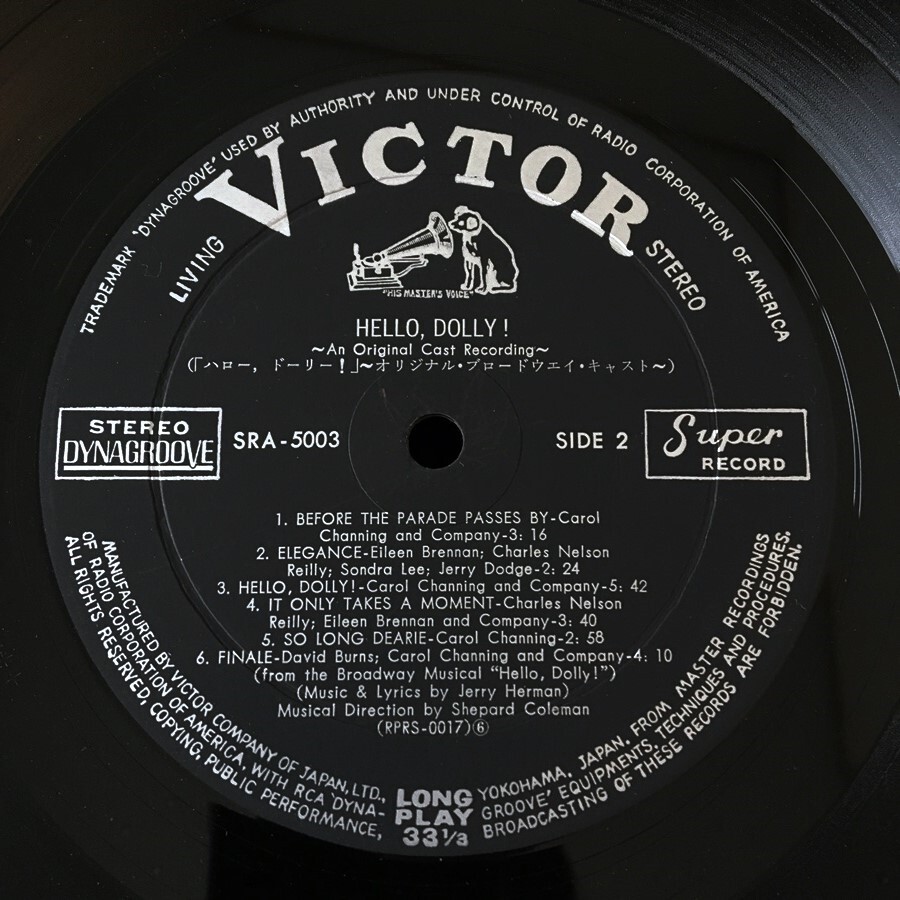 TRADEMARK 'DYNAGROOVE' USED BY AUTHORITY AND UNDER CONTROL OF RADIO CORPORATION OF AMERICA
VICTOR
LIVING
STEREO
"HIS MASTER'S VOICE"
HELLO, DOLLY!
~An Original Cast Recording~
(「ハロー, ドーリー!」~オリジナル・ブロードウエイ・キャスト~)
STEREO
DYNAGROOVE
SRA-5003
SIDE 2
Super
RECORD
1. BEFORE THE PARADE PASSES BY-Carol
Channing and Company-3: 16
2. ELEGANCE-Eileen Brennan; Charles Nelson
Reilly; Sondra Lee; Jerry Dodge-2: 24
3. HELLO, DOLLY!-Carol Channing and Company-5: 42
4. IT ONLY TAKES A MOMENT-Charles Nelson
Reilly; Eileen Brennan and Company-3: 40
5. SO LONG DEARIE-Carol Channing-2: 58
6. FINALE-David Burns; Carol Channing and Company-4: 10
(from the Broadway Musical "Hello, Dolly!")
(Music & Lyrics by Jerry Herman)
Musical Direction by Shepard Coleman
(RPRS-0017)⑥
MANUFACTURED BY VICTOR COMPANY OF JAPAN, LTD., YOKOHAMA, JAPAN, FROM MASTER RECORDINGS
OF RADIO CORPORATION OF AMERICA, WITH RCA 'DYNA-GROOVE' EQUIPMENTS, TECHNIQUES AND PROCEDURES.
ALL RIGHTS RESERVED, COPYING, PUBLIC PERFORMANCE, BROADCASTING OF THESE RECORDS ARE FORBIDDEN.
LONG
PLAY
33 1/3